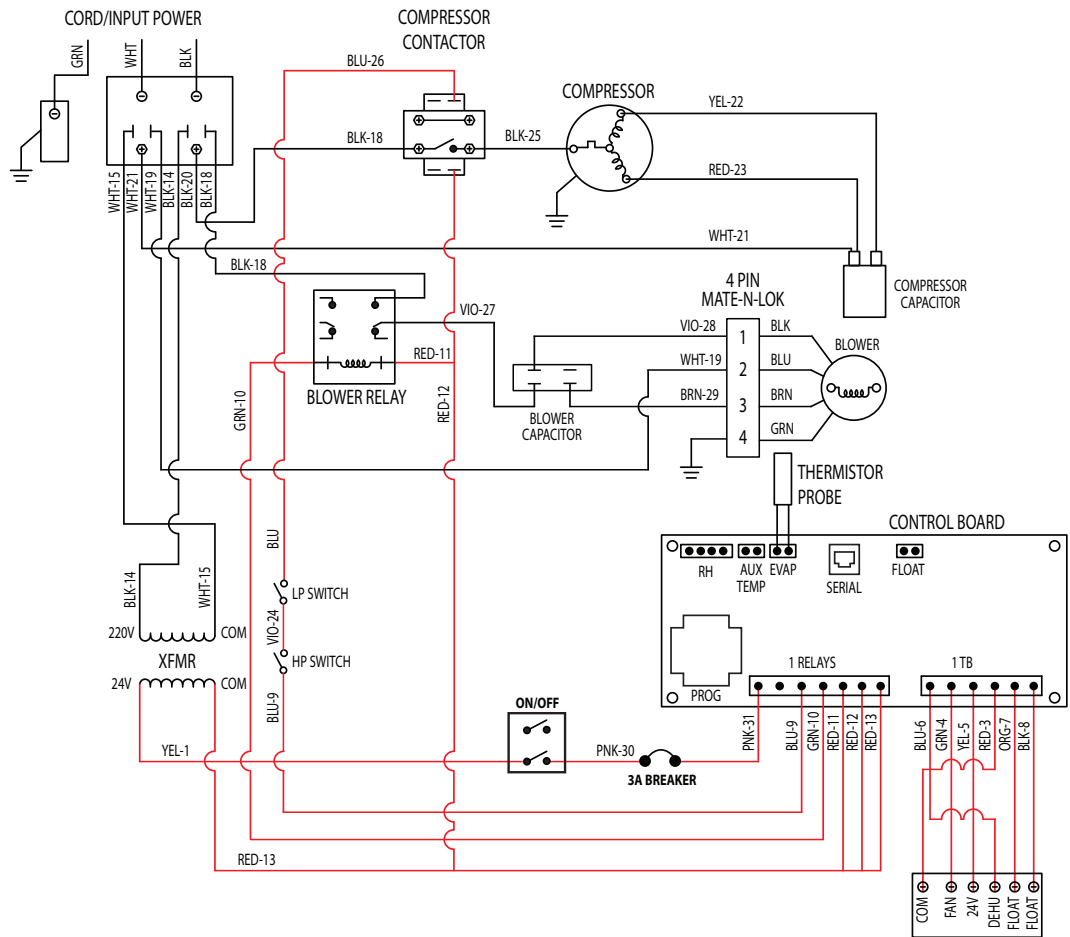 CORD/INPUT POWER
COMPRESSOR
CONTACTOR
GRN
WHT
BLK
BLU-26
COMPRESSOR
YEL-22
BLK-18
BLK-25
RED-23
WHT-15
WHT-21
WHT-19
BLK-14
BLK-20
BLK-18
WHT-21
BLK-18
COMPRESSOR
CAPACITOR
4 PIN
MATE-N-LOK
VIO-27
VIO-28
1
BLK
BLOWER
RED-11
WHT-19
2
BLU
BLOWER RELAY
BRN-29
3
BRN
BLOWER
CAPACITOR
4
GRN
GRN-10
RED-12
THERMISTOR
PROBE
CONTROL BOARD
RH
AUX
TEMP
EVAP
SERIAL
FLOAT
BLU
BLK-14
WHT-15
LP SWITCH
VIO-24
220V
COM
XFMR
HP SWITCH
24V
COM
BLU-9
PROG
1 RELAYS
1 TB
ON/OFF
YEL-1
PNK-30
3A BREAKER
PNK-31
BLU-9
GRN-10
RED-11
RED-12
RED-13
BLU-6
GRN-4
YEL-5
RED-3
ORG-7
BLK-8
RED-13
COM
FAN
24V
DEHU
FLOAT
FLOAT